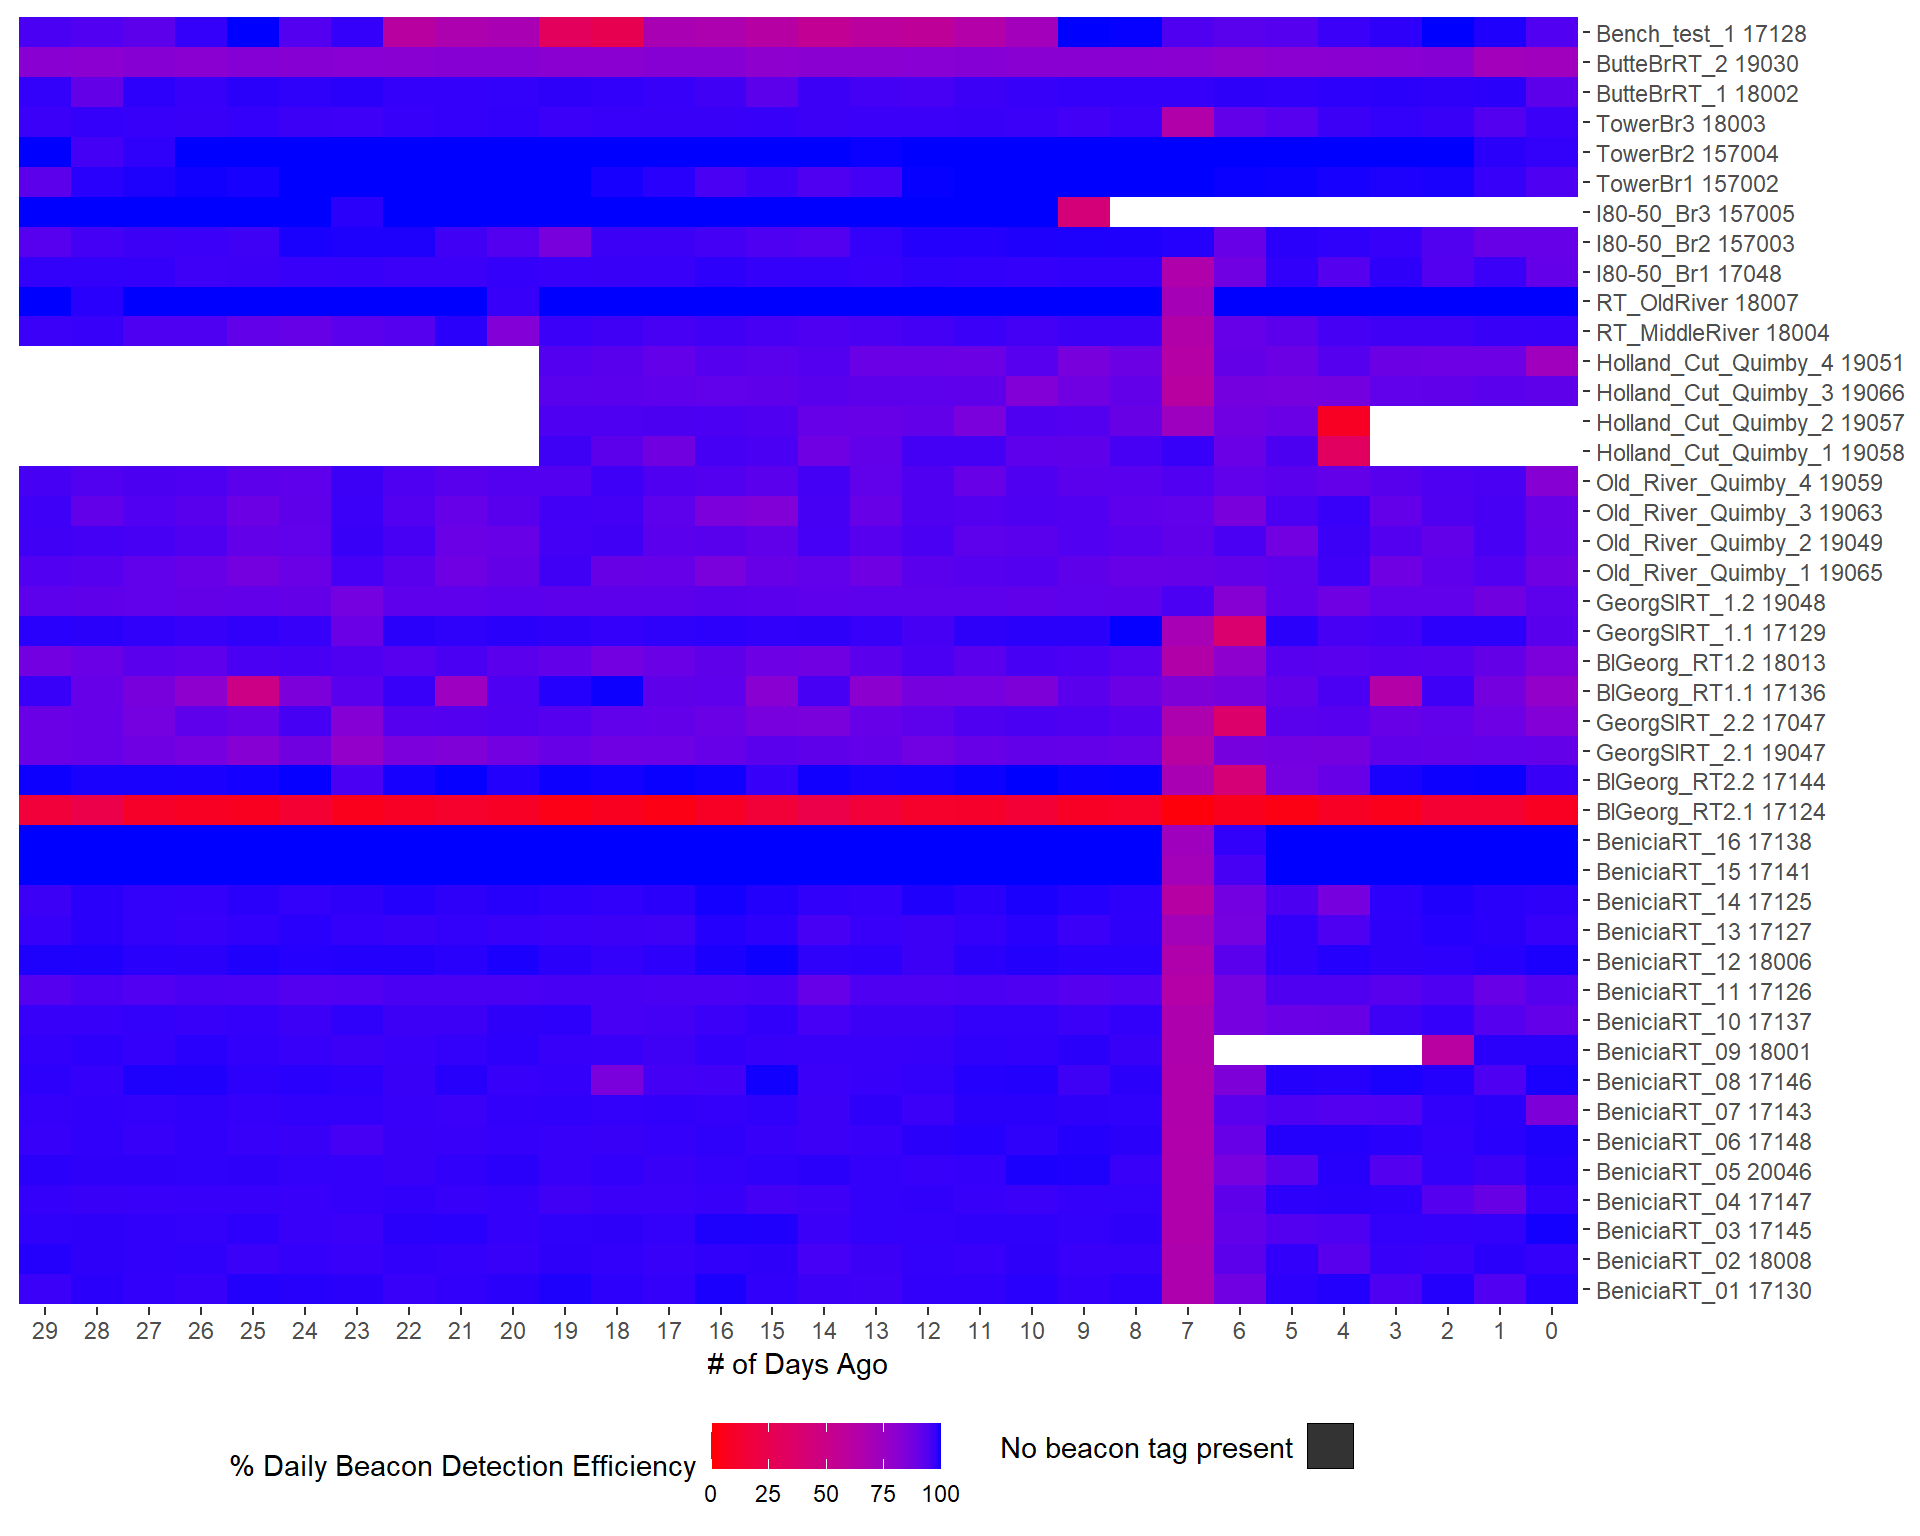 Bench_test_1 17128
ButteBrRT_2 19030
ButteBrRT_1 18002
TowerBr3 18003
TowerBr2 157004
TowerBr1 157002
I80-50_Br3 157005
I80-50_Br2 157003
I80-50_Br1 17048
RT_OldRiver 18007
RT_MiddleRiver 18004
Holland_Cut_Quimby_4 19051
Holland_Cut_Quimby_3 19066
Holland_Cut_Quimby_2 19057
Holland_Cut_Quimby_1 19058
Old_River_Quimby_4 19059
Old_River_Quimby_3 19063
Old_River_Quimby_2 19049
Old_River_Quimby_1 19065
GeorgSlRT_1.2 19048
GeorgSlRT_1.1 17129
BlGeorg_RT1.2 18013
BlGeorg_RT1.1 17136
GeorgSlRT_2.2 17047
GeorgSlRT_2.1 19047
BlGeorg_RT2.2 17144
BlGeorg_RT2.1 17124
BeniciaRT_16 17138
BeniciaRT_15 17141
BeniciaRT_14 17125
BeniciaRT_13 17127
BeniciaRT_12 18006
BeniciaRT_11 17126
BeniciaRT_10 17137
BeniciaRT_09 18001
BeniciaRT_08 17146
BeniciaRT_07 17143
BeniciaRT_06 17148
BeniciaRT_05 20046
BeniciaRT_04 17147
BeniciaRT_03 17145
BeniciaRT_02 18008
BeniciaRT_01 17130
29 28 27 26 25 24 23 22 21 20 19 18 17 16 15 14 13 12 11 10 9 8 7 6 5 4 3 2 1 0
# of Days Ago
% Daily Beacon Detection Efficiency
0 25 50 75 100
No beacon tag present